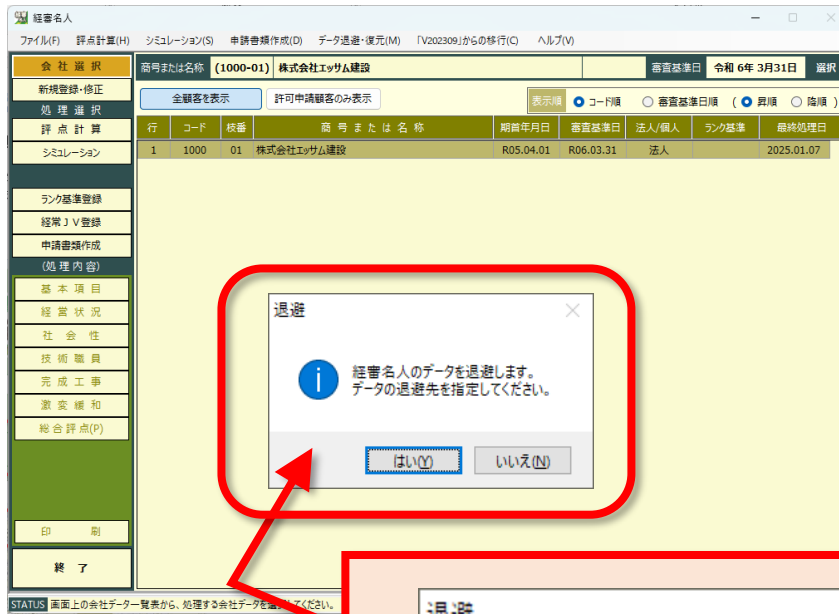 経審名人
ファイル(F) 評点計算(H) シミュレーション(S) 申請書類作成(D) データ退避・復元(M) 「V202309」からの移行(C) ヘルプ(V)
会 社 選 択
商号または名称 (1000-01) 株式会社エッサム建設 審査基準日 令和 6年 3月31日 選択
新規登録・修正
全顧客を表示 許可申請顧客のみ表示 表示順 コード順 審査基準日順 ( 昇順 降順 )
処 理 選 択
評 点 計 算
行 コード 枝番 商 号 ま た は 名 称 期首年月日 審査基準日 法人/個人 ランク基準 最終処理日
シミュレーション
1 1000 01 株式会社エッサム建設 R05.04.01 R06.03.31 法人 2025.01.07
ランク基準登録
経常JV登録
申請書類作成
(処 理 内 容)
基 本 項 目
経 営 状 況
社 会 性
技 術 職 員
完 成 工 事
激 変 緩 和
総 合 評 点(P)
印 刷
終 了
退避
経審名人のデータを退避します。
データの退避先を指定してください。
はい(Y) いいえ(N)
STATUS 画面上の会社データ一覧表から、処理する会社データを選択してください。